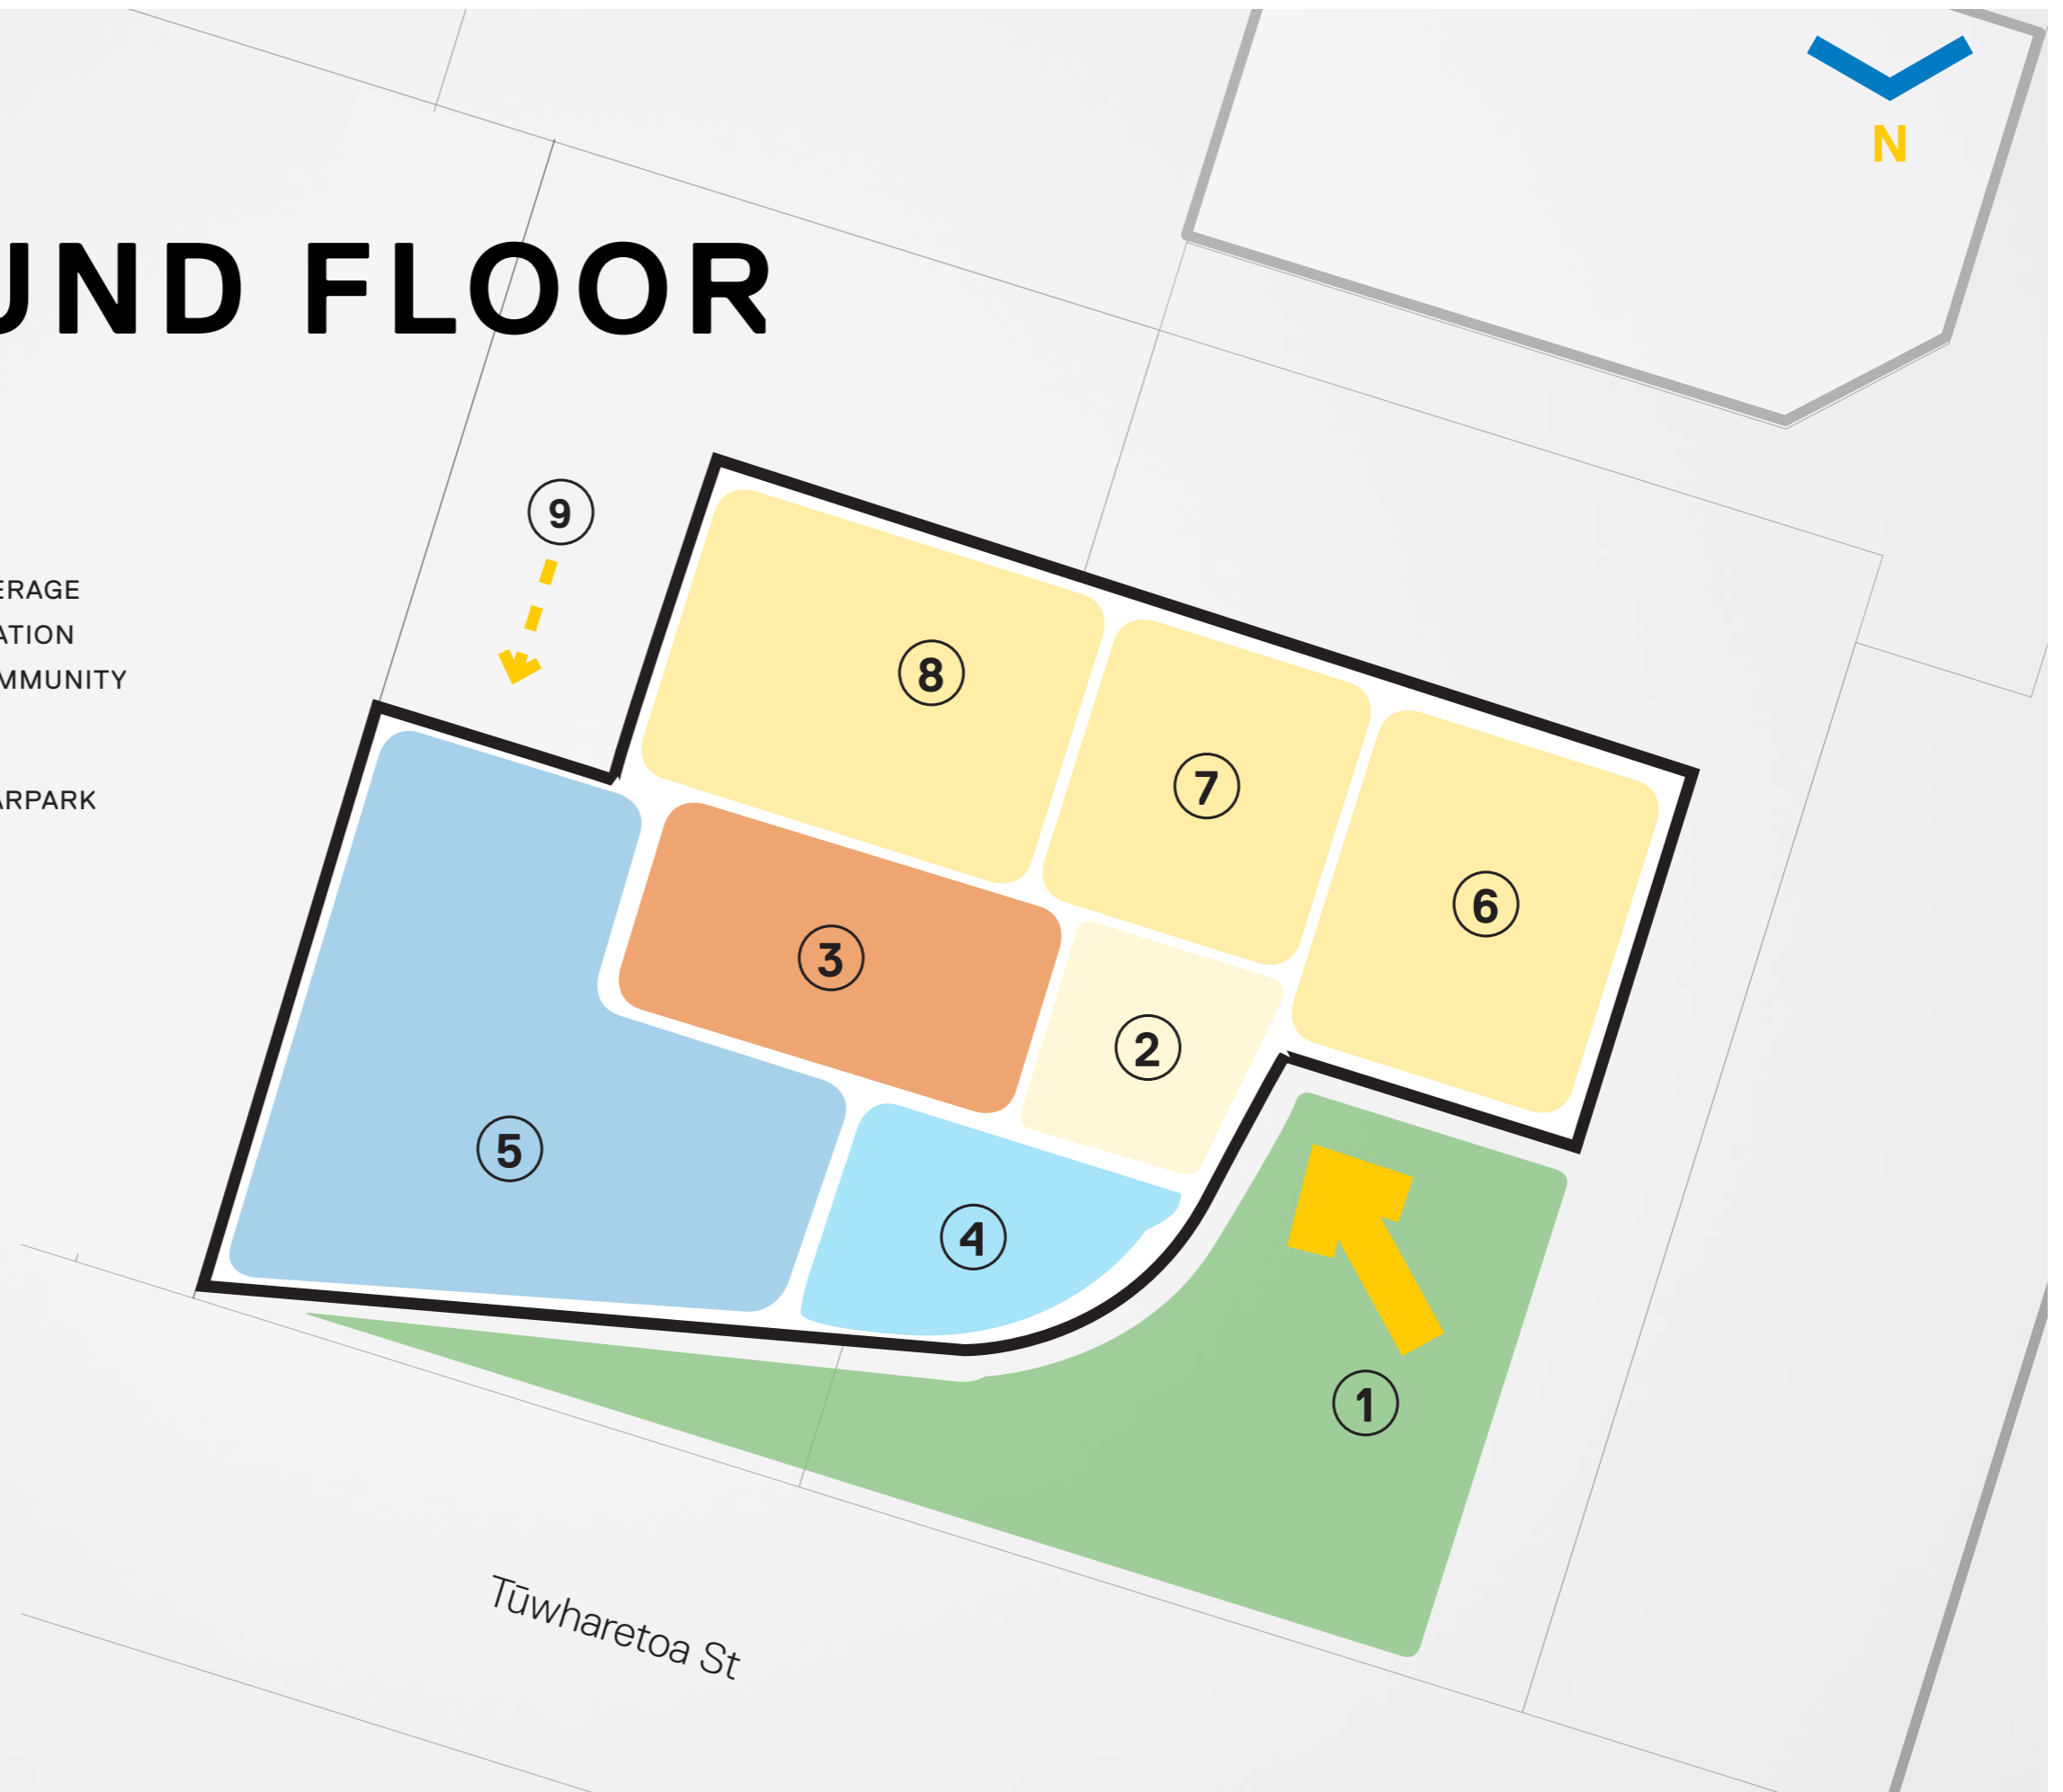 N
UND FLOOR
9
ERAGE
ATION
MMUNITY
ARPARK
8
7
6
3
2
5
4
1
Tūwharetoa St